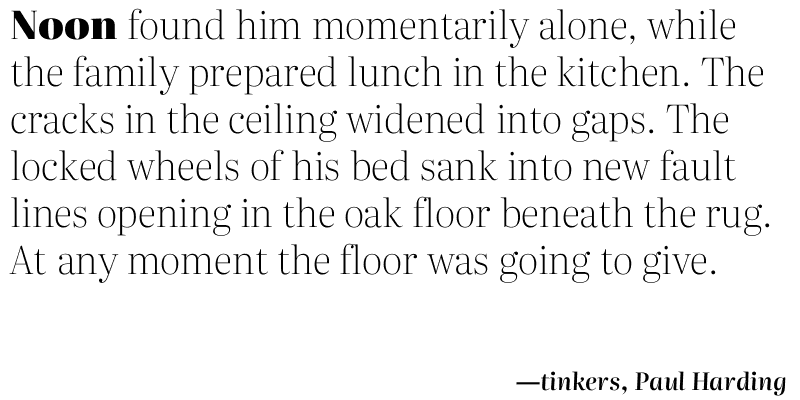 Noon found him momentarily alone, while
the family prepared lunch in the kitchen. The
cracks in the ceiling widened into gaps. The
locked wheels of his bed sank into new fault
lines opening in the oak floor beneath the rug.
At any moment the floor was going to give.
—tinkers, Paul Harding